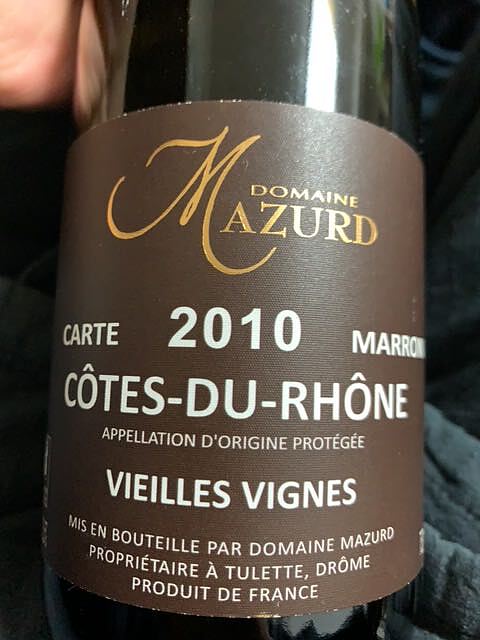 DOMAINE
MAZURD
CARTE 2010 MARRON
CÔTES-DU-RHÔNE
APPELLATION D'ORIGINE PROTÉGÉE
VIEILLES VIGNES
MIS EN BOUTEILLE PAR DOMAINE MAZURD
PROPRIÉTAIRE À TULETTE, DRÔME
PRODUIT DE FRANCE